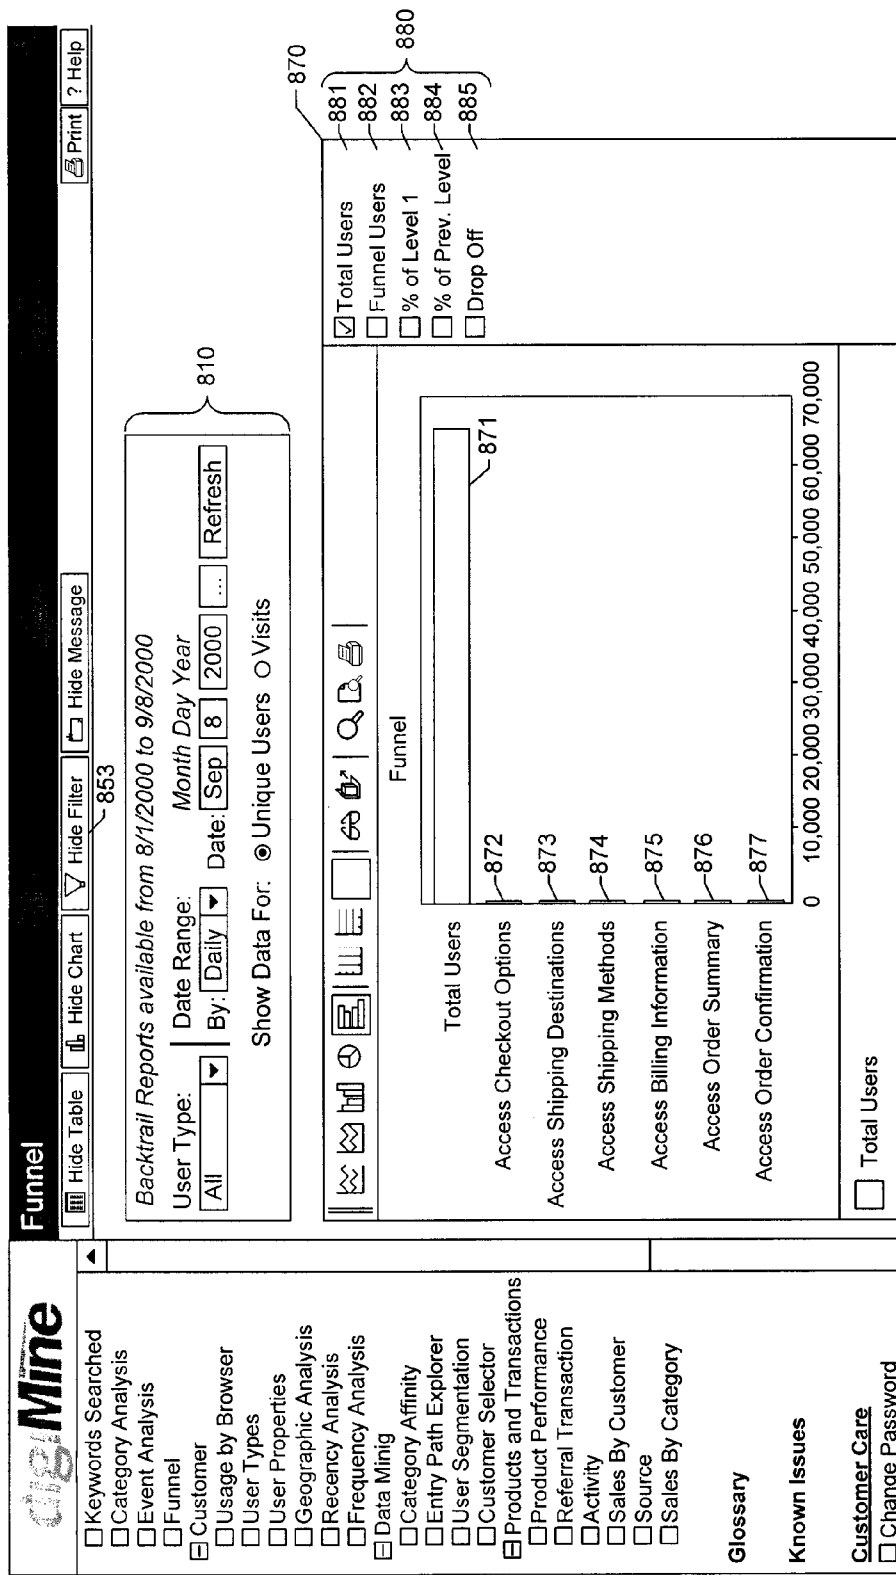 digiMine
Funnel
Hide Table
Hide Chart
Hide Filter
Hide Message
Print
? Help
853
Keywords Searched
Category Analysis
Event Analysis
Funnel
Customer
Usage by Browser
User Types
User Properties
Geographic Analysis
Recency Analysis
Frequency Analysis
Data Minig
Category Affinity
Entry Path Explorer
User Segmentation
Customer Selector
Products and Transactions
Product Performance
Referral Transaction
Activity
Sales By Customer
Source
Sales By Category
Glossary
Known Issues
Customer Care
Change Password
Backtrail Reports available from 8/1/2000 to 9/8/2000
User Type: Date Range: Month Day Year
All By: Daily Date: Sep 8 2000 ... Refresh
Show Data For: Unique Users Visits
810
870
Funnel
Total Users
Access Checkout Options
Access Shipping Destinations
Access Shipping Methods
Access Billing Information
Access Order Summary
Access Order Confirmation
871
872
873
874
875
876
877
0 10,000 20,000 30,000 40,000 50,000 60,000 70,000
Total Users
Total Users 881
Funnel Users 882
% of Level 1 883
% of Prev. Level 884
Drop Off 885
880